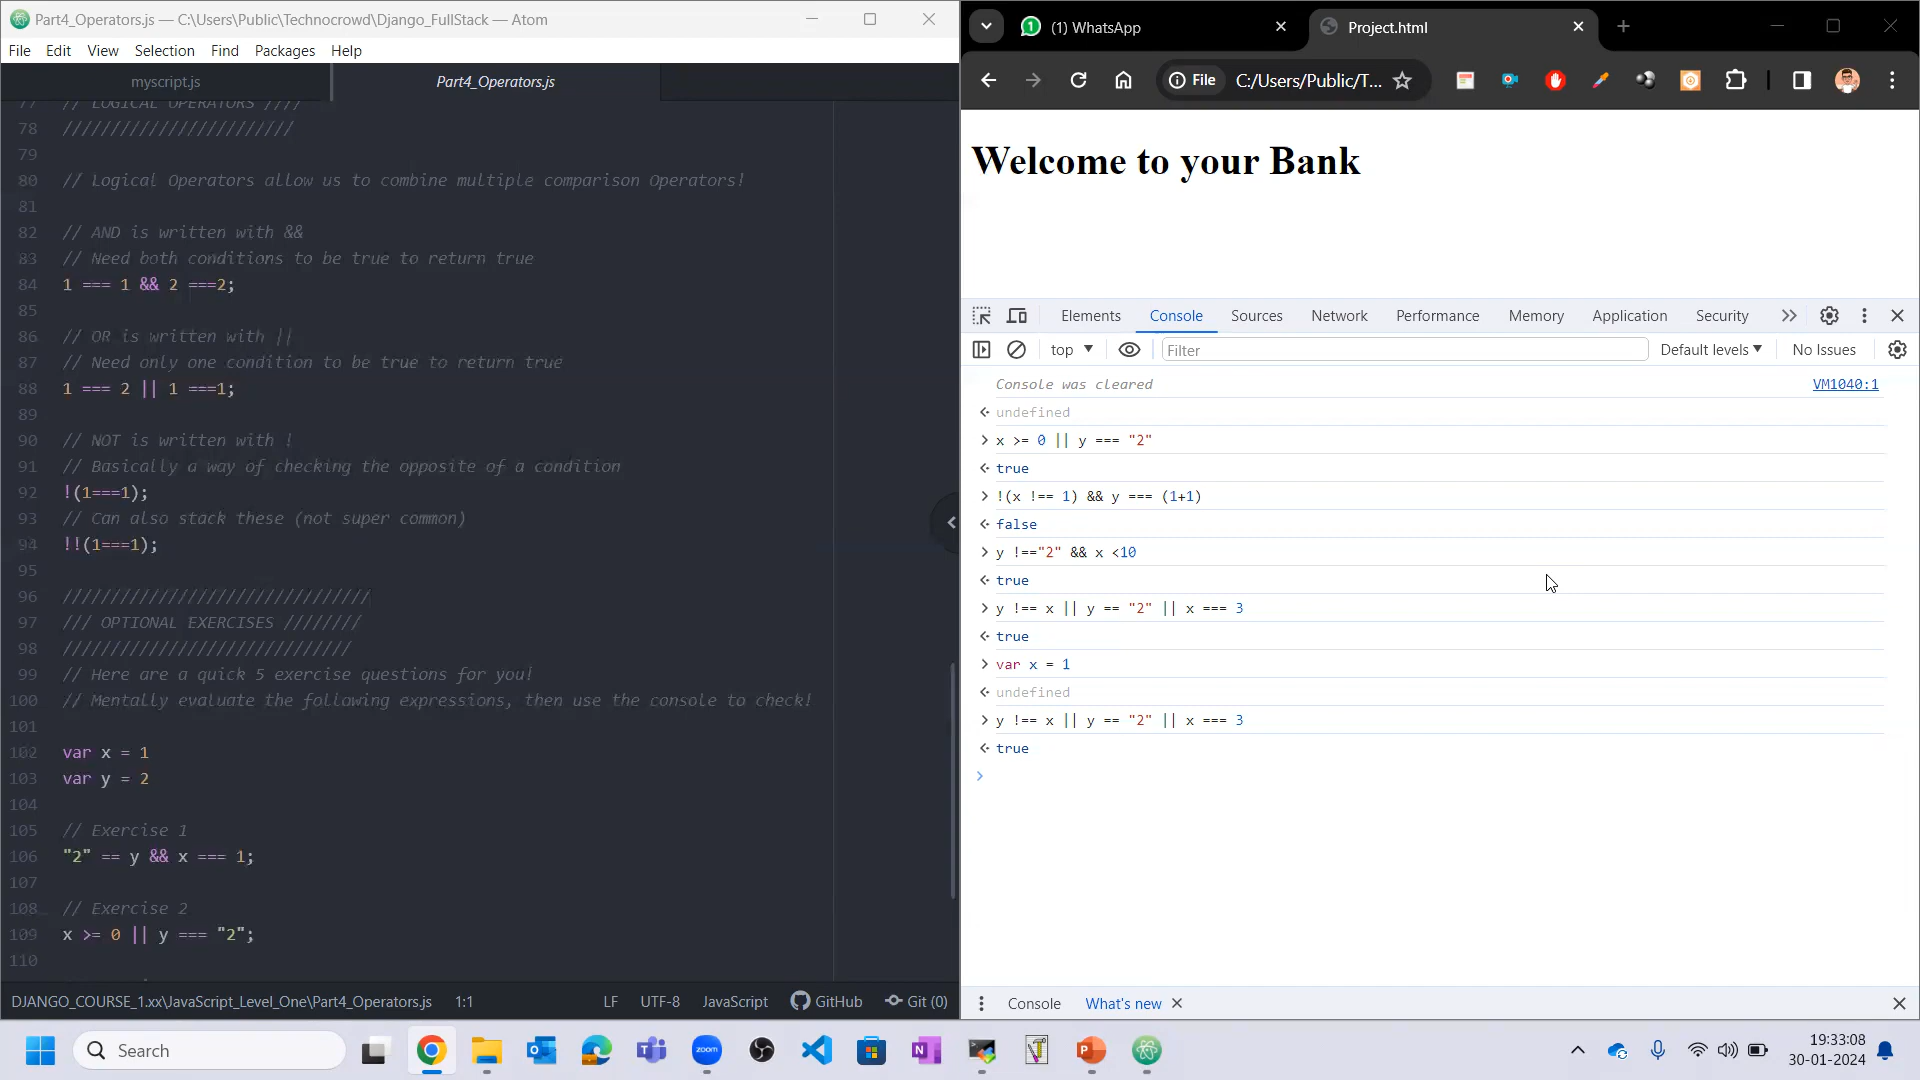 Part4_Operators.js — C:\Users\Public\Technocrowd\Django_FullStack — Atom
File Edit View Selection Find Packages Help
myscript.js Part4_Operators.js
77 // LOGICAL OPERATORS ////
78 ////////////////////////
79
80 // Logical Operators allow us to combine multiple comparison Operators!
81
82 // AND is written with &&
83 // Need both conditions to be true to return true
84 1 === 1 && 2 ===2;
85
86 // OR is written with ||
87 // Need only one condition to be true to return true
88 1 === 2 || 1 ===1;
89
90 // NOT is written with !
91 // Basically a way of checking the opposite of a condition
92 !(1===1);
93 // Can also stack these (not super common)
94 !!(1===1);
95
96 ////////////////////////////////
97 /// OPTIONAL EXERCISES ////////
98 //////////////////////////////
99 // Here are a quick 5 exercise questions for you!
100 // Mentally evaluate the following expressions, then use the console to check!
101
102 var x = 1
103 var y = 2
104
105 // Exercise 1
106 "2" == y && x === 1;
107
108 // Exercise 2
109 x >= 0 || y === "2";
110
DJANGO_COURSE_1.xx\JavaScript_Level_One\Part4_Operators.js 1:1 LF UTF-8 JavaScript GitHub Git (0)
(1) WhatsApp Project.html
File C:/Users/Public/T...
Welcome to your Bank
Elements Console Sources Network Performance Memory Application Security
top Filter Default levels No Issues
Console was cleared VM1040:1
undefined
x >= 0 || y === "2"
true
!(x !== 1) && y === (1+1)
false
y !=="2" && x <10
true
y !== x || y == "2" || x === 3
true
var x = 1
undefined
y !== x || y == "2" || x === 3
true
Console What's new
Search
zoom
19:33:08
30-01-2024